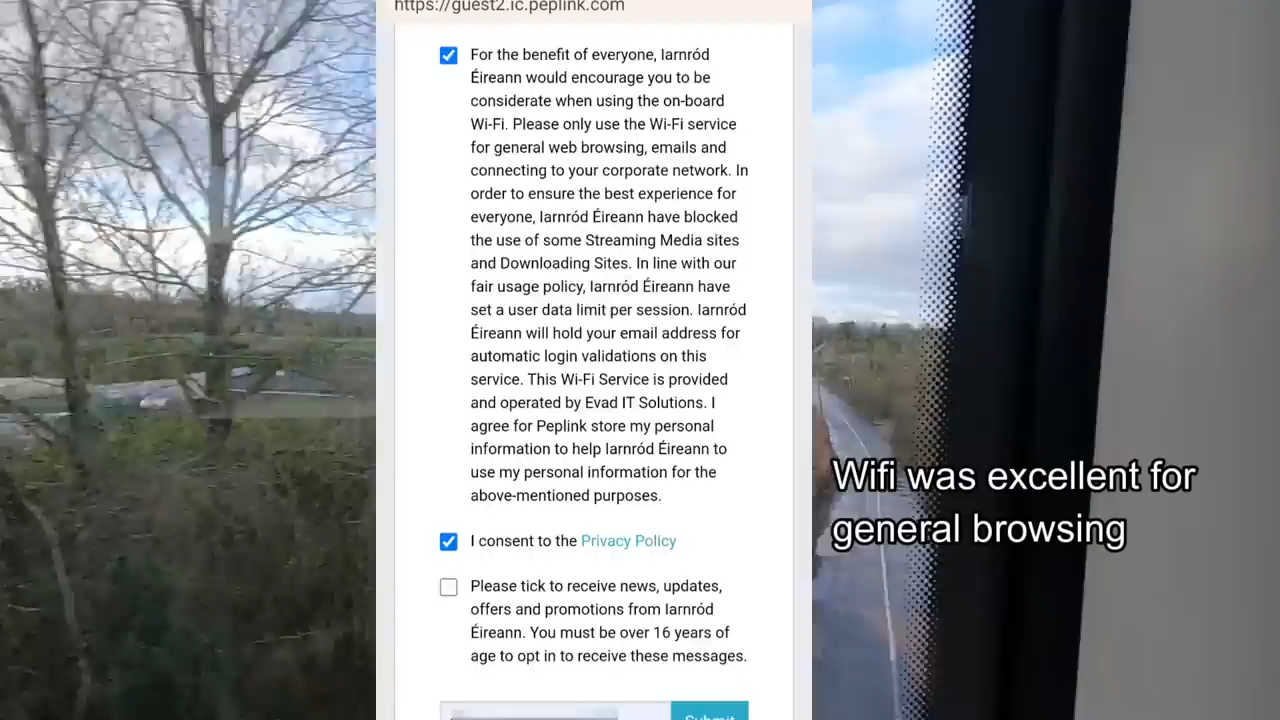 https://guest2.ic.peplink.com
For the benefit of everyone, Iarnród
Éireann would encourage you to be
considerate when using the on-board
Wi-Fi. Please only use the Wi-Fi service
for general web browsing, emails and
connecting to your corporate network. In
order to ensure the best experience for
everyone, Iarnród Éireann have blocked
the use of some Streaming Media sites
and Downloading Sites. In line with our
fair usage policy, Iarnród Éireann have
set a user data limit per session. Iarnród
Éireann will hold your email address for
automatic login validations on this
service. This Wi-Fi Service is provided
and operated by Evad IT Solutions. I
agree for Peplink store my personal
information to help Iarnród Éireann to
use my personal information for the
above-mentioned purposes.
I consent to the Privacy Policy
Please tick to receive news, updates,
offers and promotions from Iarnród
Éireann. You must be over 16 years of
age to opt in to receive these messages.
Submit
Wifi was excellent for
general browsing